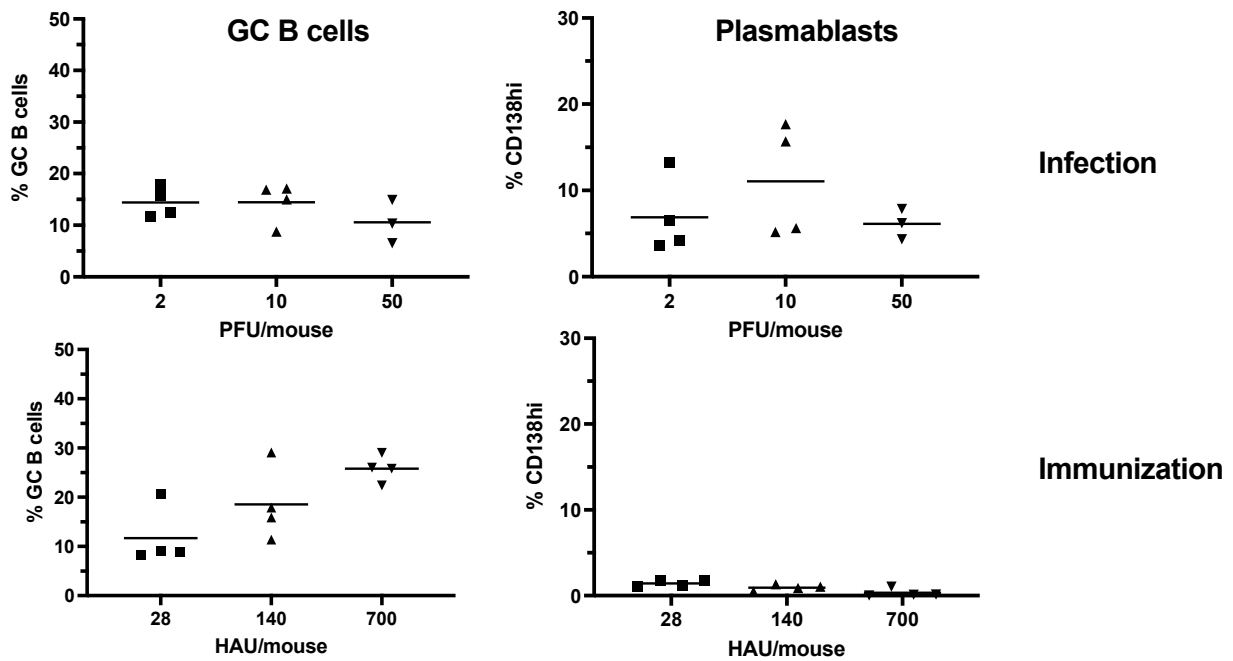 GC B cells
% GC B cells
50
40
30
20
10
0
2 10 50
PFU/mouse
Plasmablasts
% CD138hi
30
20
10
0
2 10 50
PFU/mouse
Infection
% GC B cells
50
40
30
20
10
0
28 140 700
HAU/mouse
% CD138hi
30
20
10
0
28 140 700
HAU/mouse
Immunization